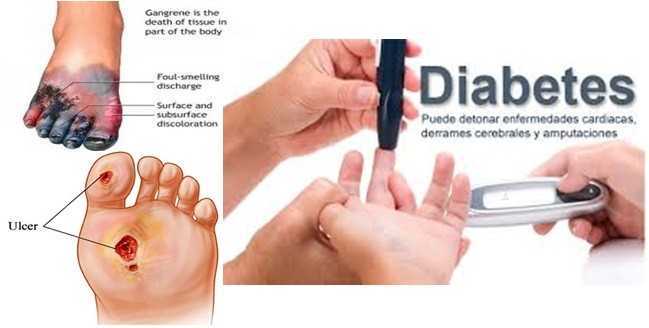 Gangrene is the
death of tissue in
part of the body
Foul-smelling
discharge
Surface and
subsurface
discoloration
Ulcer
Diabetes
Puede detonar enfermedades cardiacas,
derrames cerebrales y amputaciones